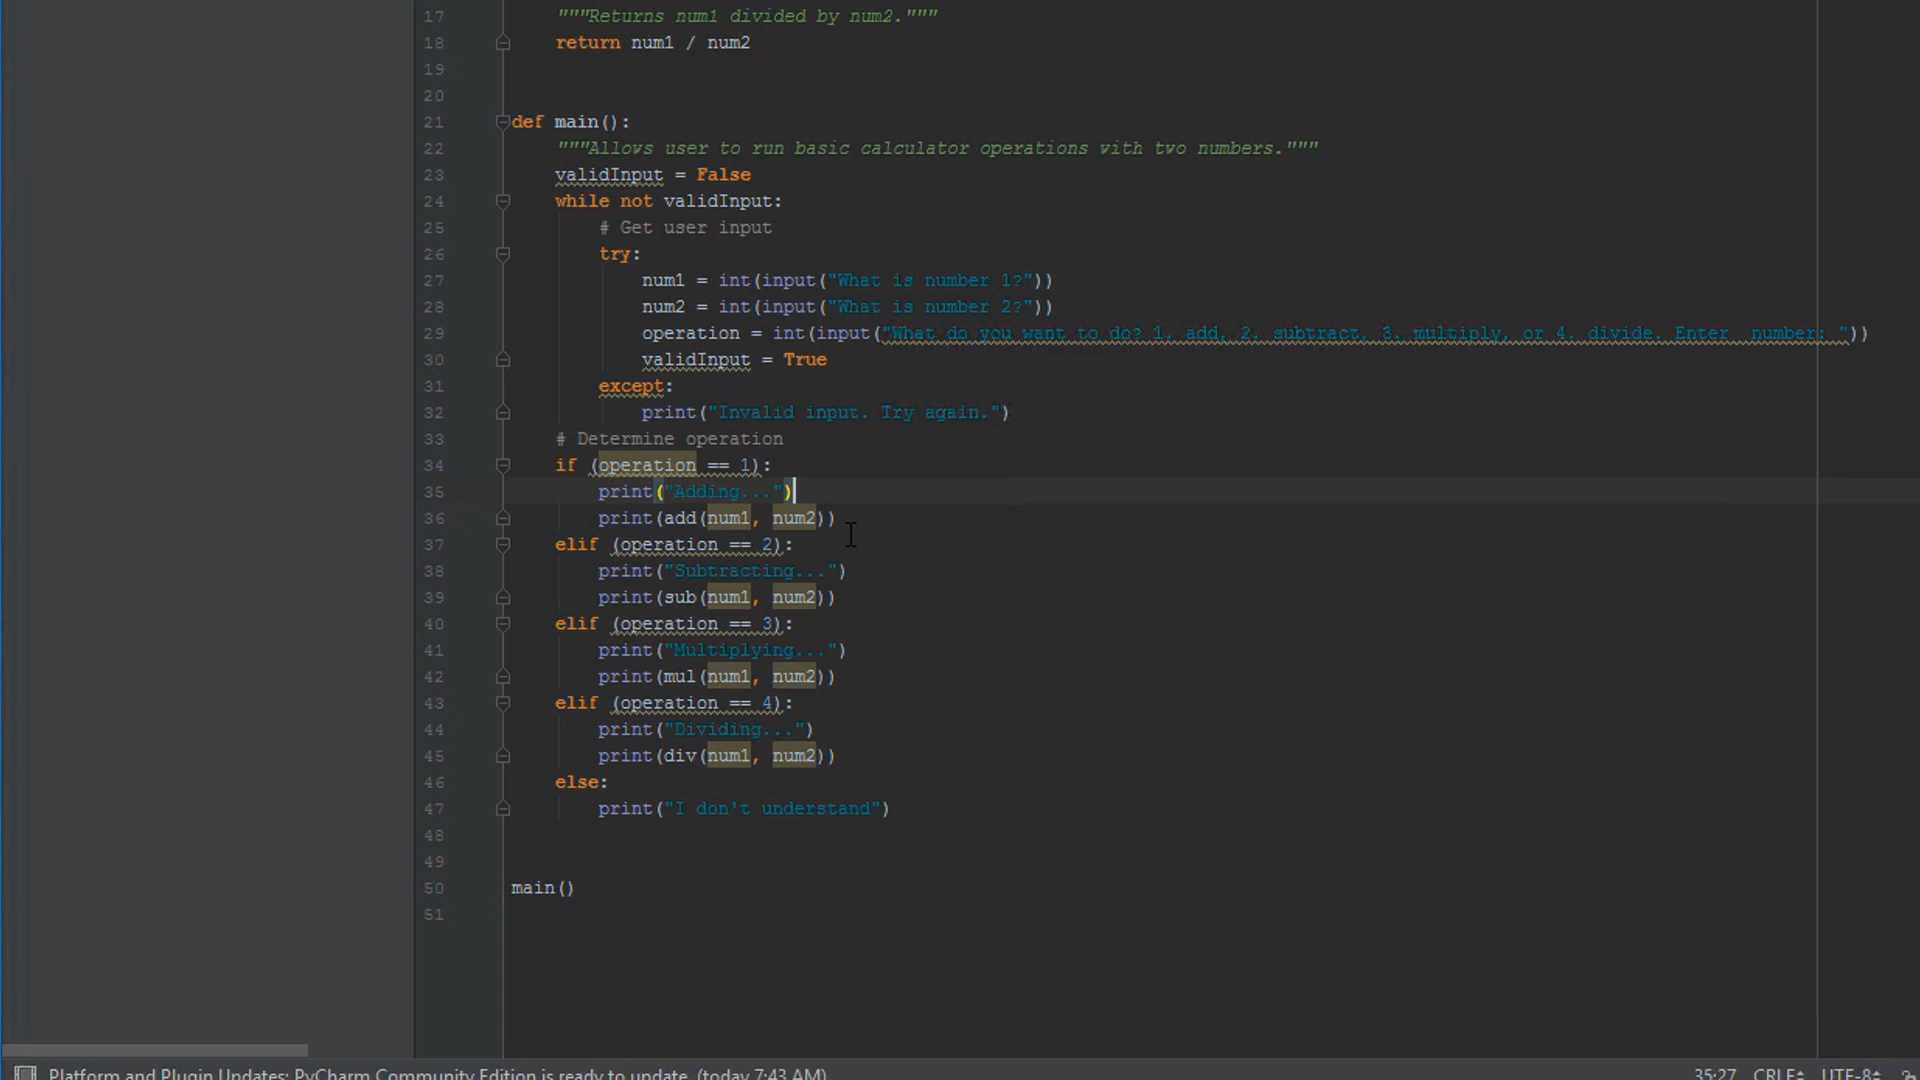 17 """Returns num1 divided by num2."""
18 return num1 / num2
19
20
21 def main():
22 """Allows user to run basic calculator operations with two numbers."""
23 validInput = False
24 while not validInput:
25 # Get user input
26 try:
27 num1 = int(input("What is number 1?"))
28 num2 = int(input("What is number 2?"))
29 operation = int(input("What do you want to do? 1. add, 2. subtract, 3. multiply, or 4. divide. Enter  number: "))
30 validInput = True
31 except:
32 print("Invalid input. Try again.")
33 # Determine operation
34 if (operation == 1):
35 print("Adding...")
36 print(add(num1, num2))
37 elif (operation == 2):
38 print("Subtracting...")
39 print(sub(num1, num2))
40 elif (operation == 3):
41 print("Multiplying...")
42 print(mul(num1, num2))
43 elif (operation == 4):
44 print("Dividing...")
45 print(div(num1, num2))
46 else:
47 print("I don't understand")
48
49
50 main()
51
Platform and Plugin Updates: PyCharm Community Edition is ready to update. (today 7:43 AM) 35:27 CRLF UTF-8